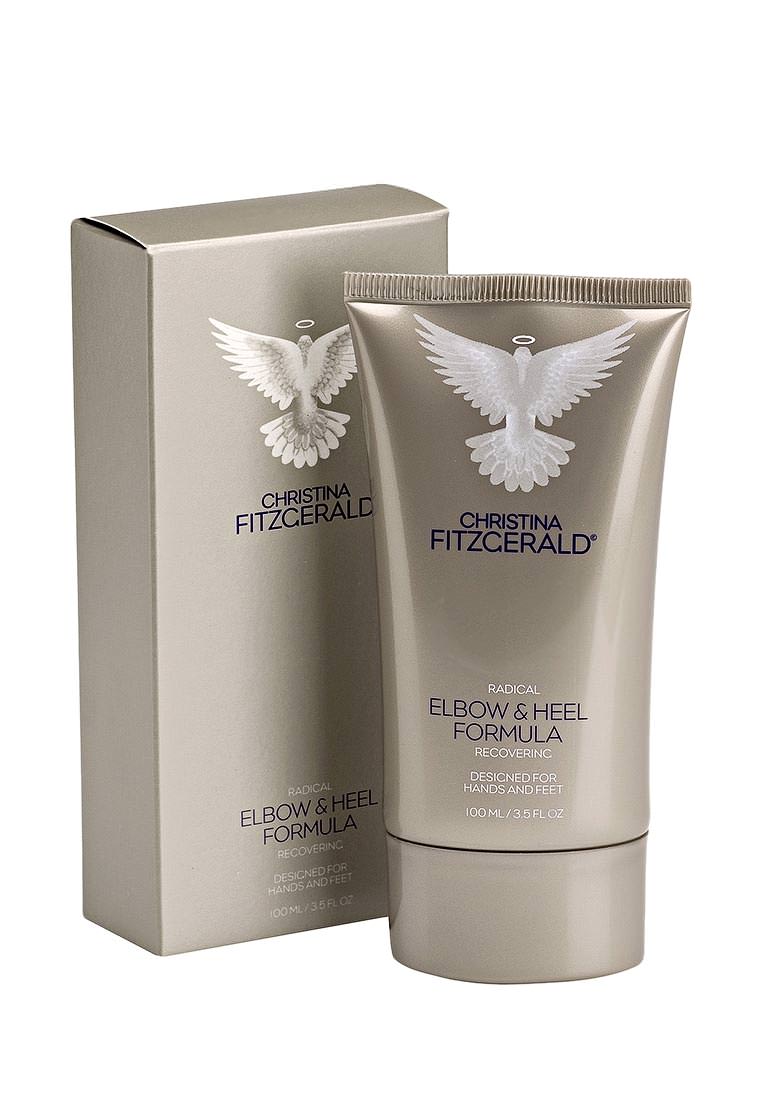 CHRISTINA
FITZGERALD
RADICAL
ELBOW & HEEL
FORMULA
RECOVERING
DESIGNED FOR
HANDS AND FEET
100 ML / 3.5 FL OZ
CHRISTINA
FITZGERALD©
RADICAL
ELBOW & HEEL
FORMULA
RECOVERING
DESIGNED FOR
HANDS AND FEET
100 ML / 3.5 FL OZ